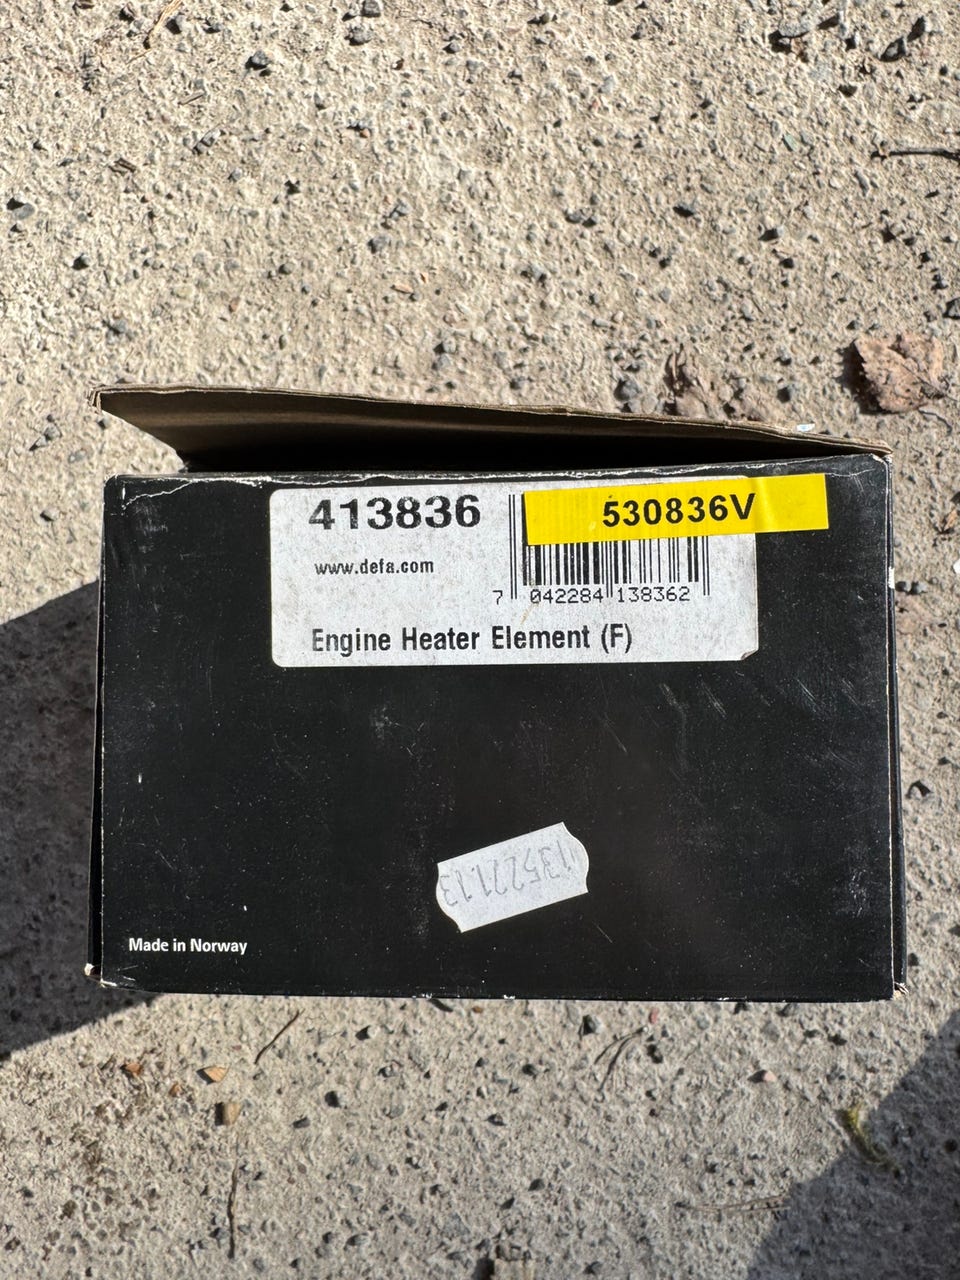 413836
530836V
www.defa.com
7 042284 138362
Engine Heater Element (F)
Made in Norway